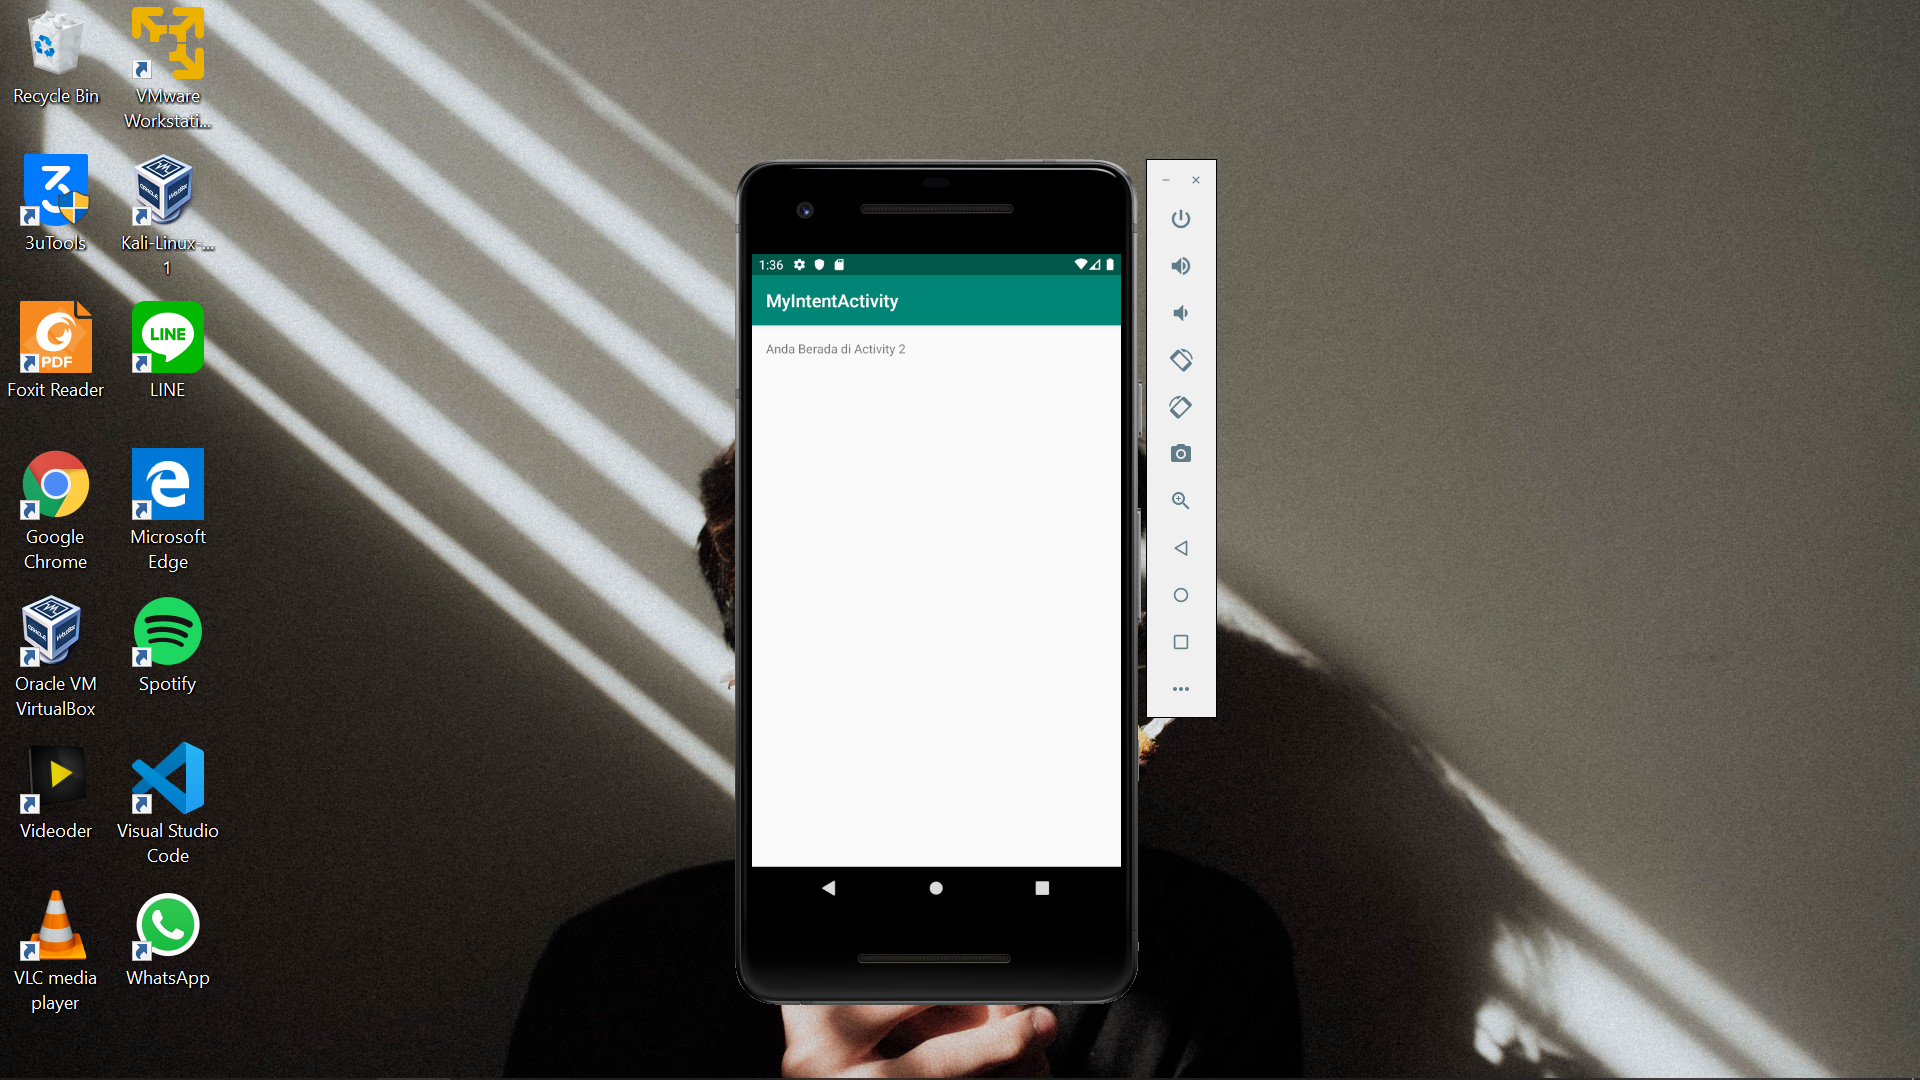 Recycle Bin
VMware
Workstati...
3uTools
Kali-Linux-...
1
PDF
Foxit Reader
LINE
LINE
Google
Chrome
Microsoft
Edge
Oracle VM
VirtualBox
Spotify
Videoder
Visual Studio
Code
VLC media
player
WhatsApp
1:36
MyIntentActivity
Anda Berada di Activity 2